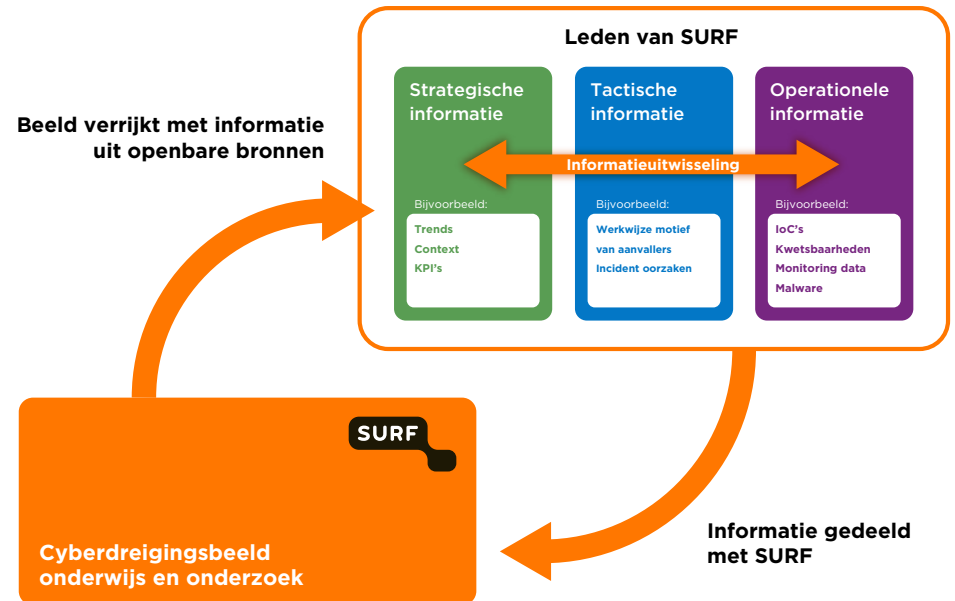 Leden van SURF
Strategische
informatie
Tactische
informatie
Operationele
informatie
Beeld verrijkt met informatie
uit openbare bronnen
Informatieuitwisseling
Bijvoorbeeld:
Trends
Context
KPI's
Bijvoorbeeld:
Werkwijze motief
van aanvallers
Incident oorzaken
Bijvoorbeeld:
IoC's
Kwetsbaarheden
Monitoring data
Malware
SURF
Cyberdreigingsbeeld
onderwijs en onderzoek
Informatie gedeeld
met SURF